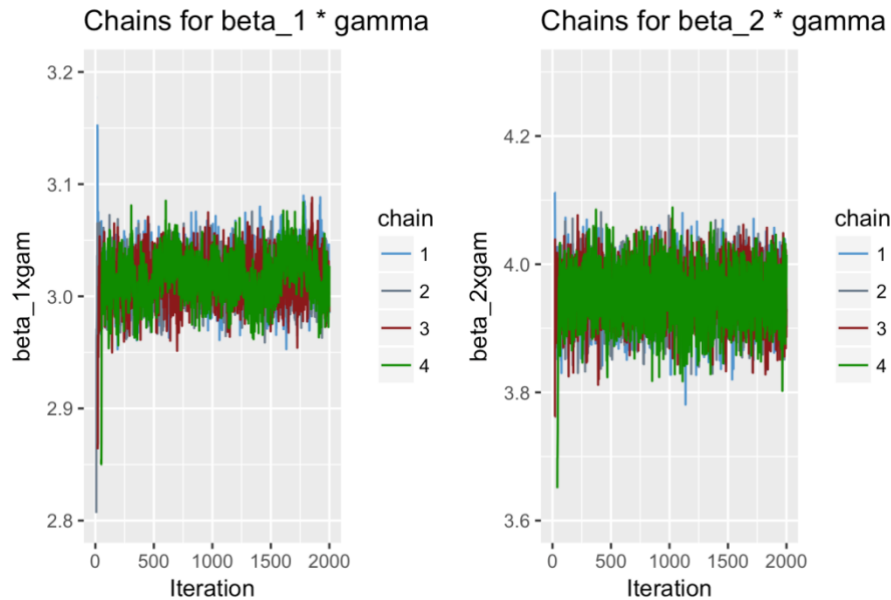 Chains for beta_1 * gamma
3.2
3.1
3.0
2.9
2.8
beta_1xgam
0 500 1000 1500 2000
Iteration
chain
1
2
3
4
Chains for beta_2 * gamma
4.2
4.0
3.8
3.6
beta_2xgam
0 500 1000 1500 2000
Iteration
chain
1
2
3
4